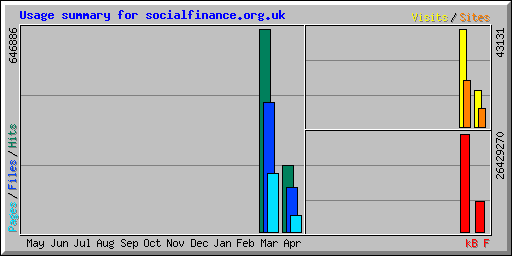 Usage summary for socialfinance.org.uk
Visits / Sites
646886
43131
26429270
Pages / Files / Hits
May Jun Jul Aug Sep Oct Nov Dec Jan Feb Mar Apr
kB F